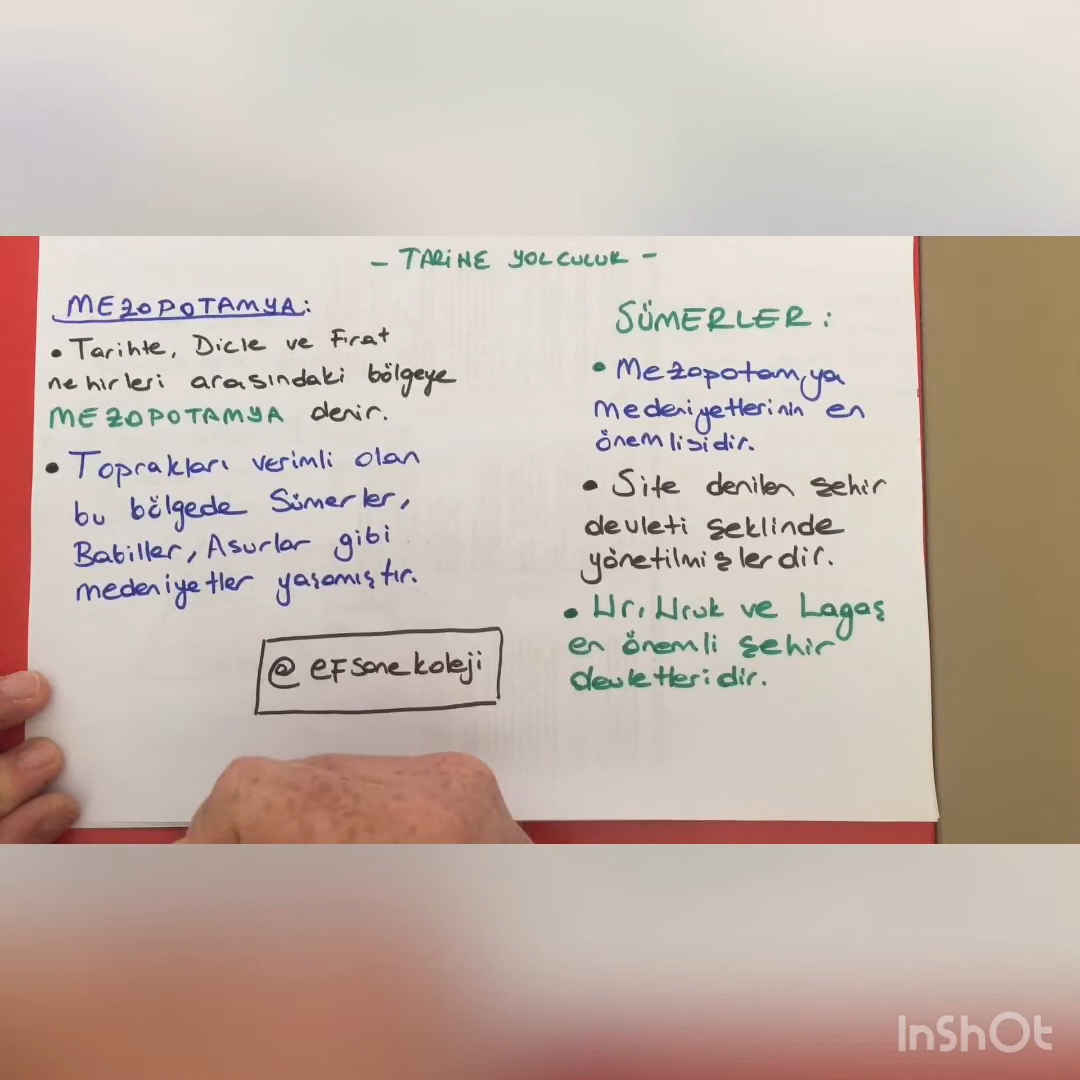 - TARİHE YOLCULUK -
MEZOPOTAMYA:
• Tarihte, Dicle ve Fırat
nehirleri arasındaki bölgeye
MEZOPOTAMYA denir.
• Toprakları verimli olan
bu bölgede Sümerler,
Babiller, Asurlar gibi
medeniyetler yaşamıştır.
@efsanekoleji
SÜMERLER:
• Mezopotamya
medeniyetlerinin en
önemlisidir.
• Site denilen şehir
devleti şeklinde
yönetilmişlerdir.
• Ur, Uruk ve Lagaş
en önemli şehir
devletleridir.
InShOt